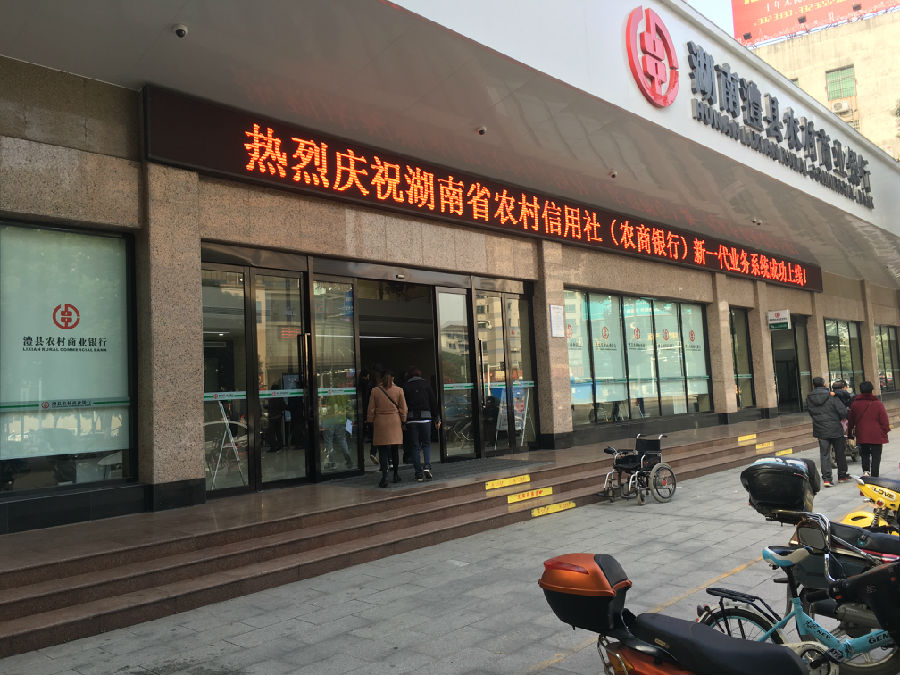 湖南澧县农村商业银行
热烈庆祝湖南省农村信用社（农商银行）新一代业务系统成功上线！
澧县农村商业银行
LIXIAN RURAL COMMERCIAL BANK
LOVE